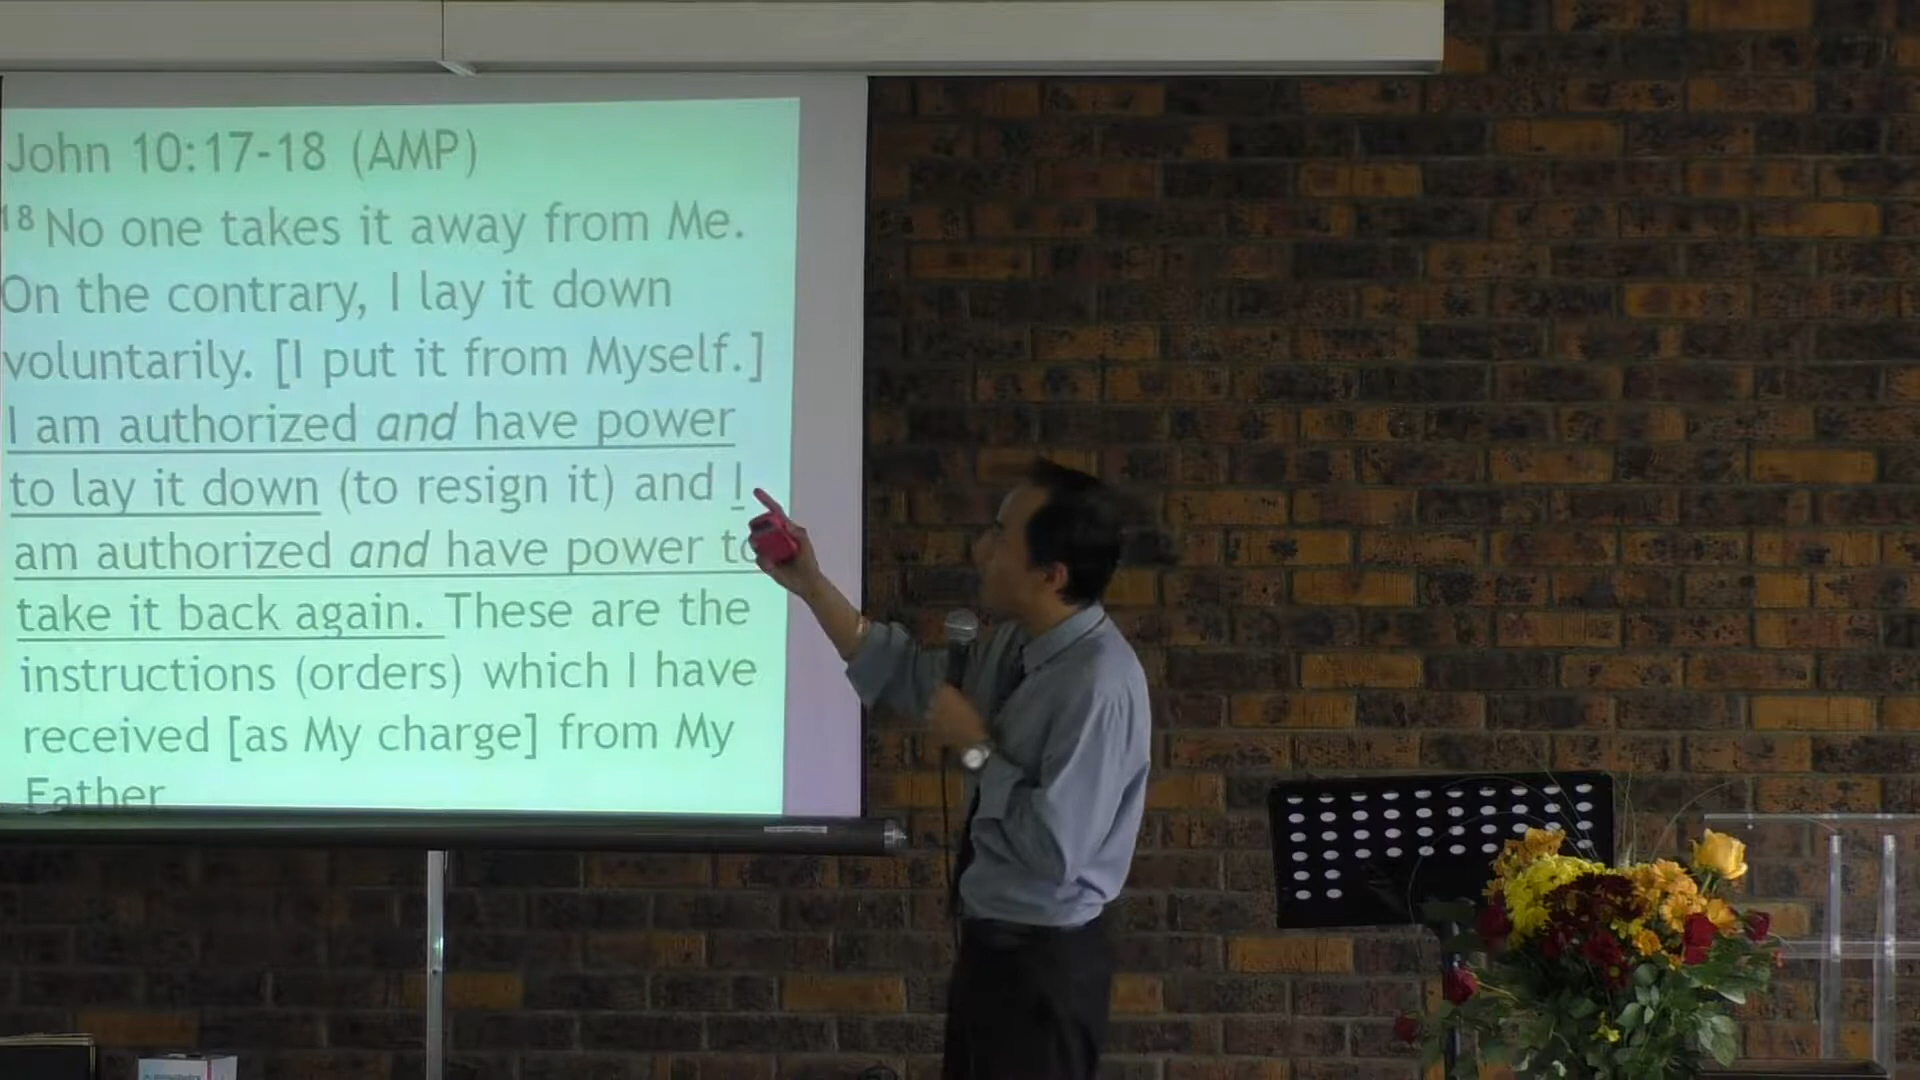 John 10:17-18 (AMP)
18 No one takes it away from Me.
On the contrary, I lay it down
voluntarily. [I put it from Myself.]
I am authorized and have power
to lay it down (to resign it) and I
am authorized and have power to
take it back again. These are the
instructions (orders) which I have
received [as My charge] from My
Father